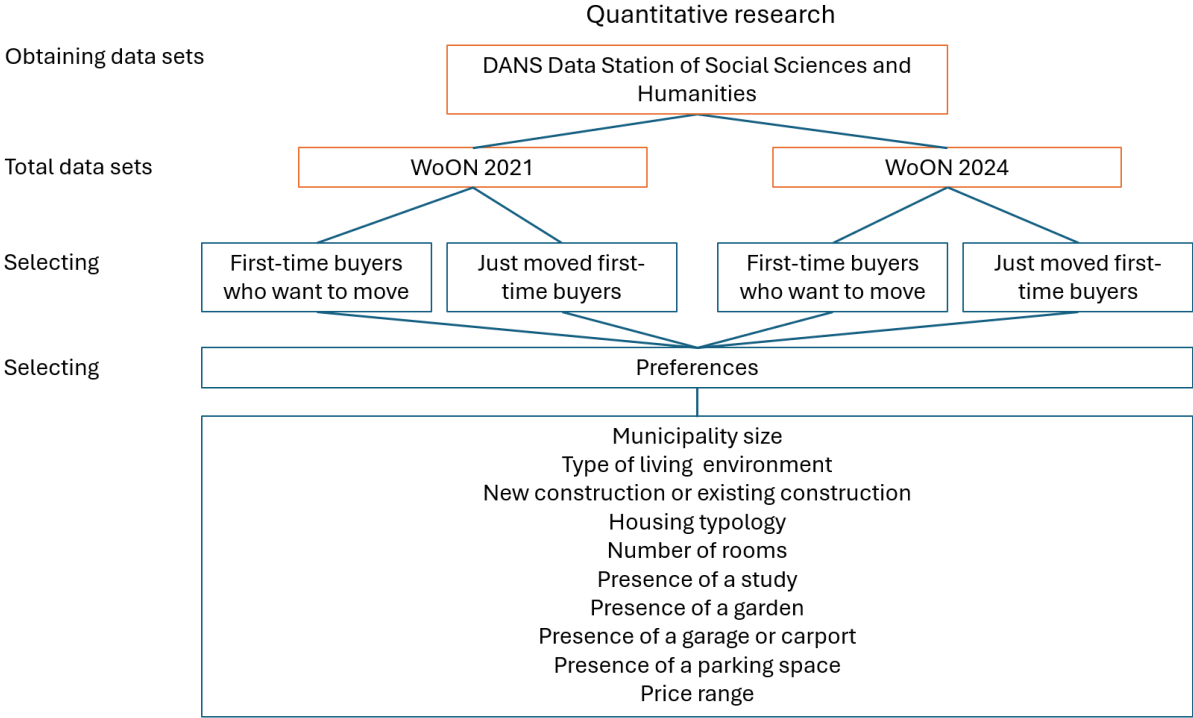 Quantitative research
Obtaining data sets
DANS Data Station of Social Sciences and
Humanities
Total data sets
WoON 2021
WoON 2024
Selecting
First-time buyers
who want to move
Just moved first-
time buyers
First-time buyers
who want to move
Just moved first-
time buyers
Selecting
Preferences
Municipality size
Type of living environment
New construction or existing construction
Housing typology
Number of rooms
Presence of a study
Presence of a garden
Presence of a garage or carport
Presence of a parking space
Price range